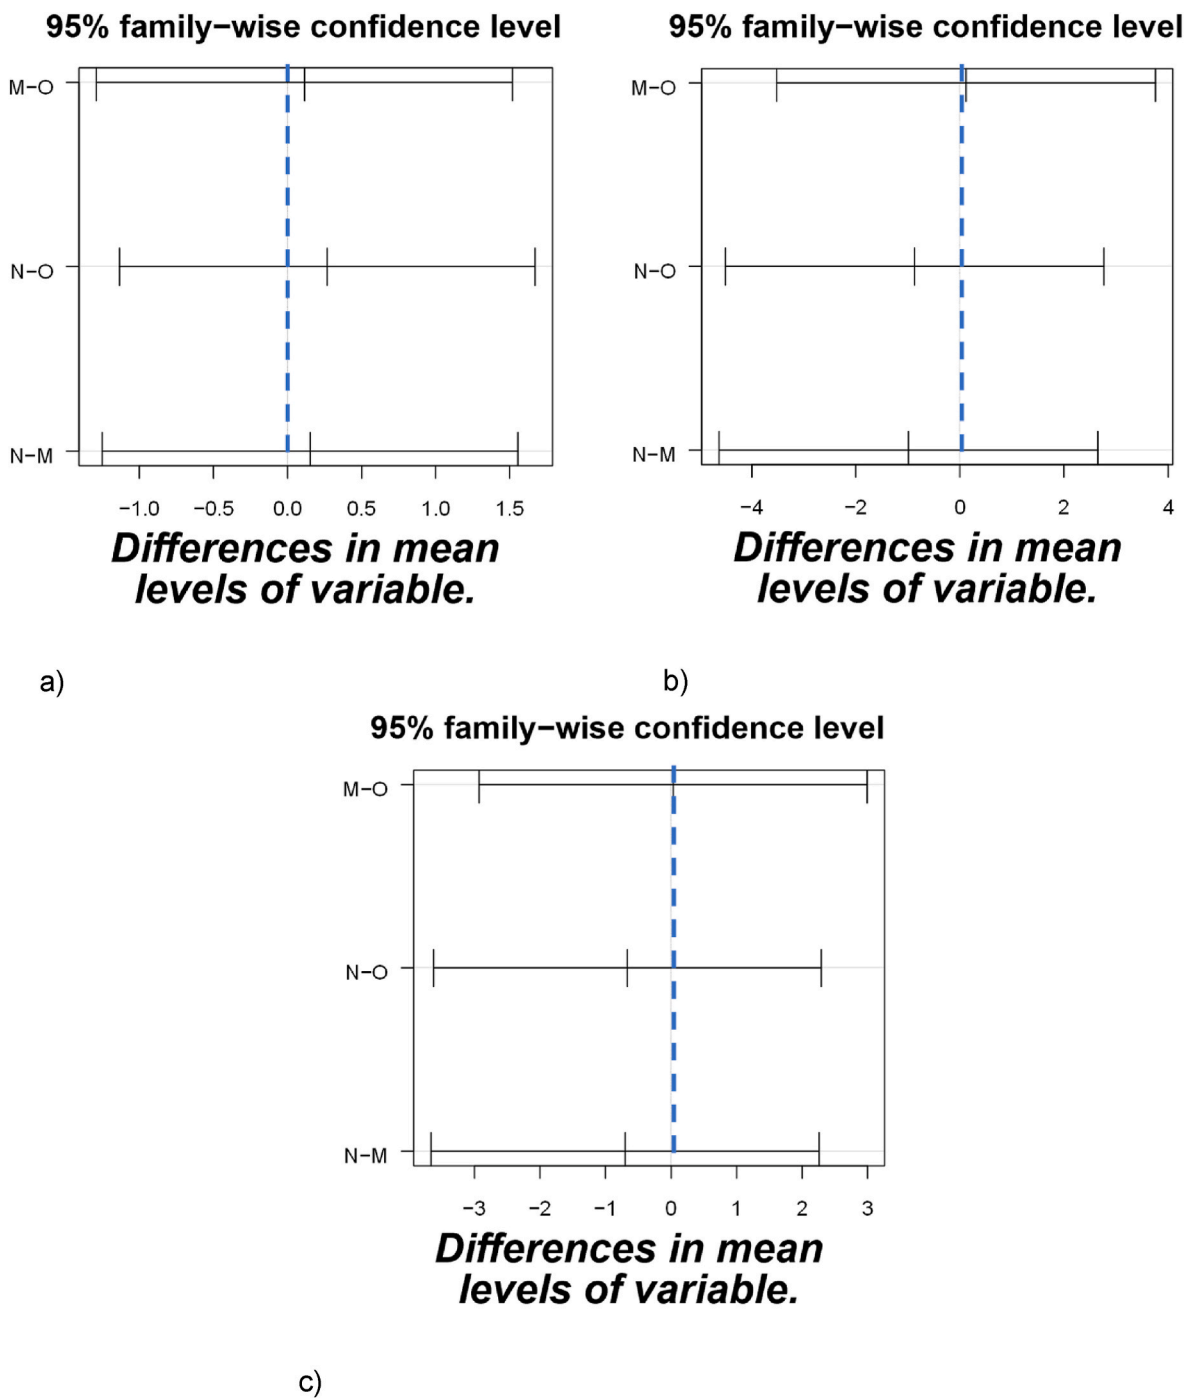 95% family−wise confidence level
M−O
N−O
N−M
−1.0 −0.5 0.0 0.5 1.0 1.5
Differences in mean
levels of variable.
a)
95% family−wise confidence level
M−O
N−O
N−M
−4 −2 0 2 4
Differences in mean
levels of variable.
b)
95% family−wise confidence level
M−O
N−O
N−M
−3 −2 −1 0 1 2 3
Differences in mean
levels of variable.
c)